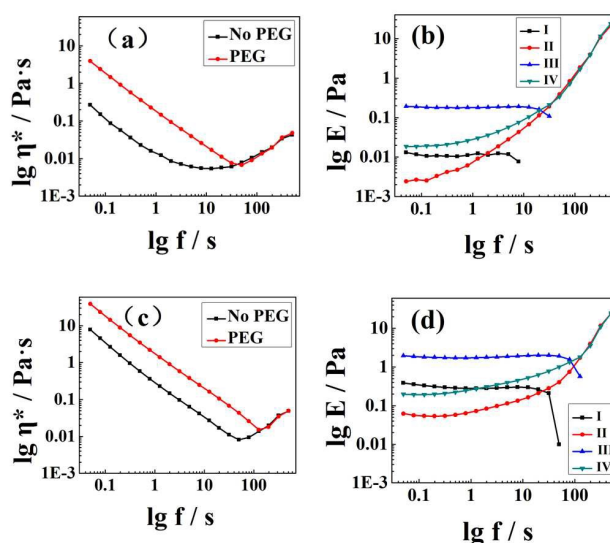 (a)
No PEG
PEG
lg η* / Pa·s
10
1
0.1
0.01
1E-3
0.1
1
10
100
lg f / s
(b)
I
II
III
IV
lg E / Pa
10
1
0.1
0.01
1E-3
0.1
1
10
100
lg f / s
(c)
No PEG
PEG
lg η* / Pa·s
10
1
0.1
0.01
1E-3
0.1
1
10
100
lg f / s
(d)
I
II
III
IV
lg E / Pa
10
1
0.1
0.01
1E-3
0.1
1
10
100
lg f / s